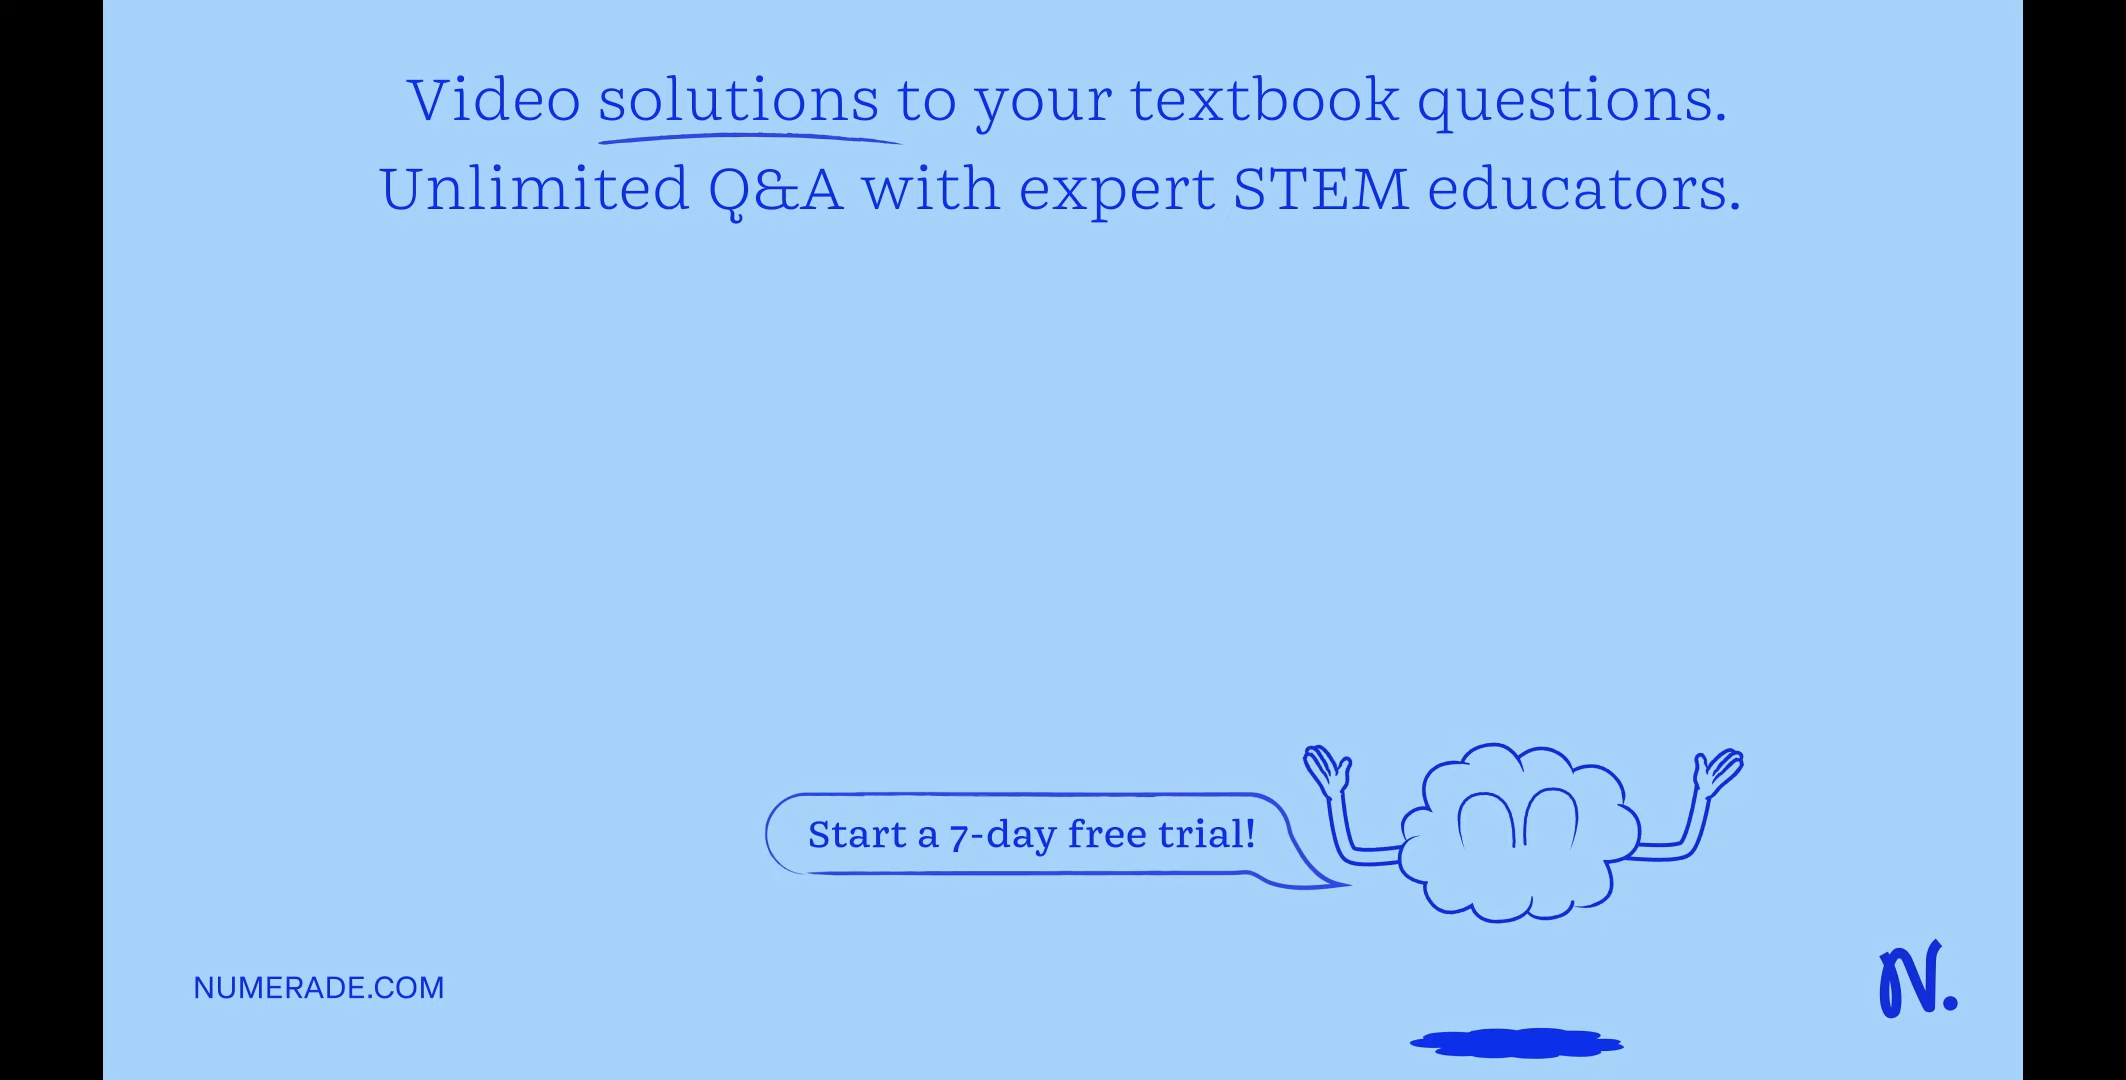 Video solutions to your textbook questions.
Unlimited Q&A with expert STEM educators.
Start a 7-day free trial!
NUMERADE.COM
N.